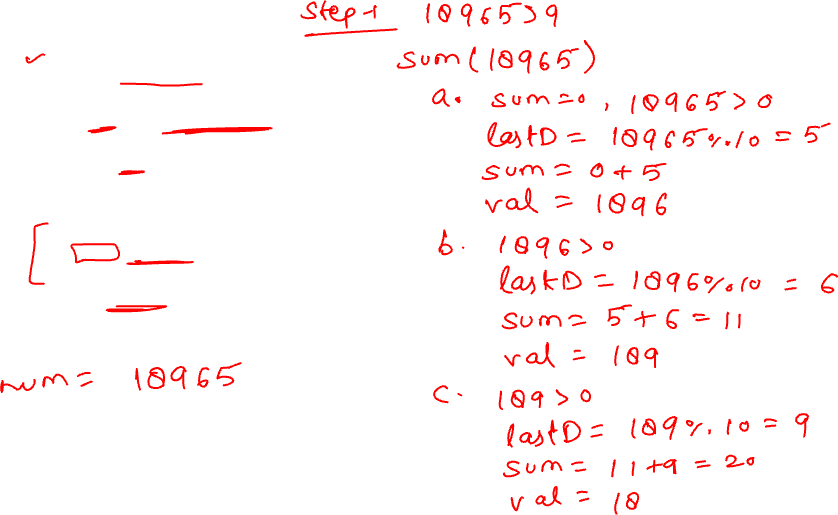 Step 1 10965>9
sum(10965)
a. sum=0, 10965>0
lastD = 10965%10 = 5
sum = 0+5
val = 1096
b. 1096>0
lastD = 1096%10 = 6
sum = 5+6 = 11
val = 109
num = 10965
c. 109>0
lastD = 109%10 = 9
sum = 11+9 = 20
val = 10